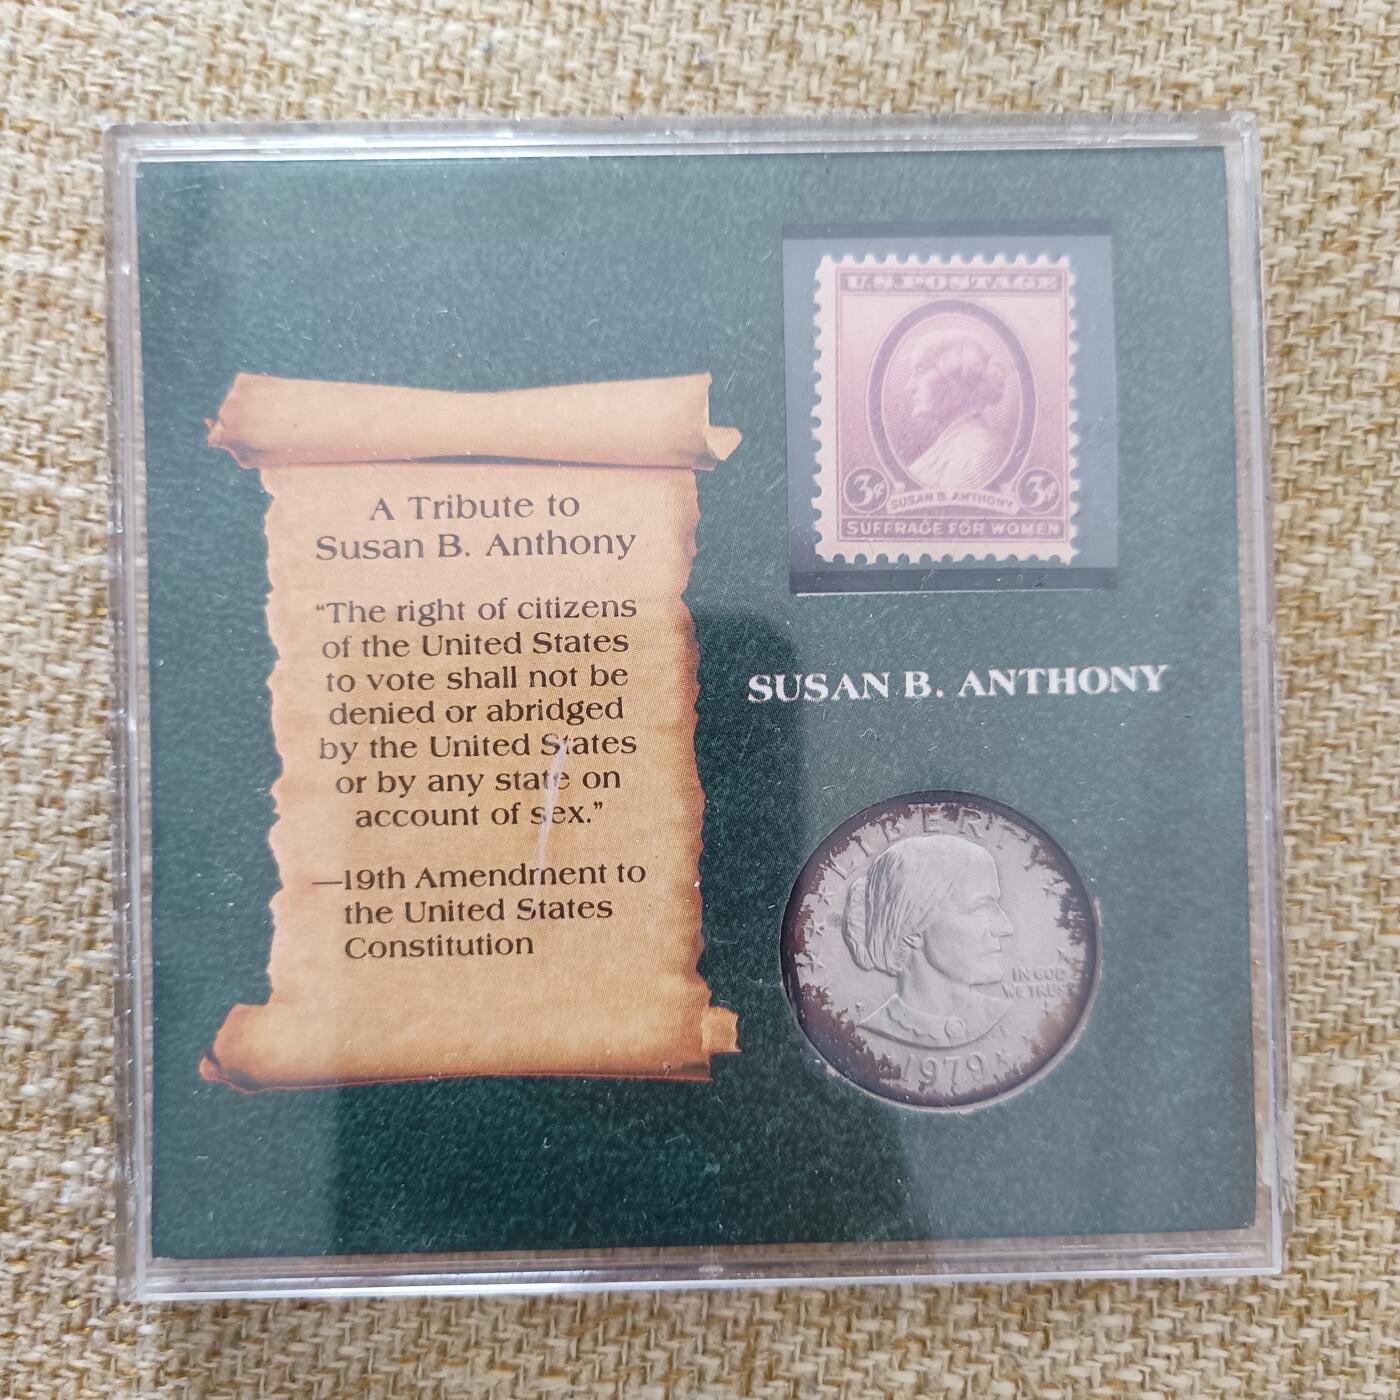 A Tribute to
Susan B. Anthony
“The right of citizens
of the United States
to vote shall not be
denied or abridged
by the United States
or by any state on
account of sex.”
—19th Amendment to
the United States
Constitution
U.S. POSTAGE
3¢
SUSAN B. ANTHONY
3¢
SUFFRAGE FOR WOMEN
SUSAN B. ANTHONY
LIBERTY
IN GOD
WE TRUST
1979